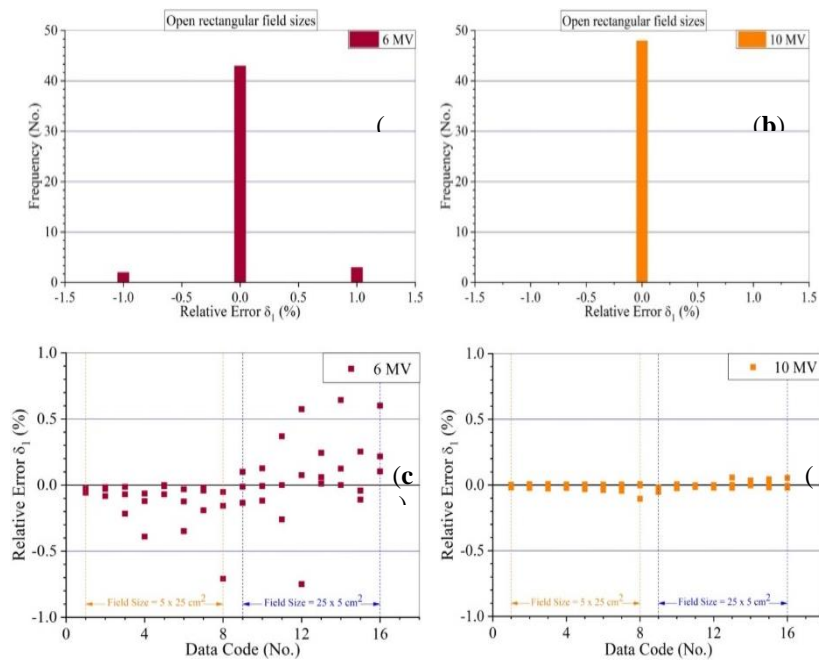 Open rectangular field sizes
50
6 MV
40
30
20
10
0
Frequency (No.)
(
-1.5 -1.0 -0.5 0.0 0.5 1.0 1.5
Relative Error δ₁ (%)
Open rectangular field sizes
50
10 MV
40
30
20
10
0
Frequency (No.)
(b)
-1.5 -1.0 -0.5 0.0 0.5 1.0 1.5
Relative Error δ₁ (%)
1.0
6 MV
0.5
0.0
-0.5
-1.0
Relative Error δ₁ (%)
(c
)
Field Size = 5 x 25 cm²
Field Size = 25 x 5 cm²
0 4 8 12 16
Data Code (No.)
1.0
10 MV
0.5
0.0
-0.5
-1.0
Relative Error δ₁ (%)
(
Field Size = 5 x 25 cm²
Field Size = 25 x 5 cm²
0 4 8 12 16
Data Code (No.)